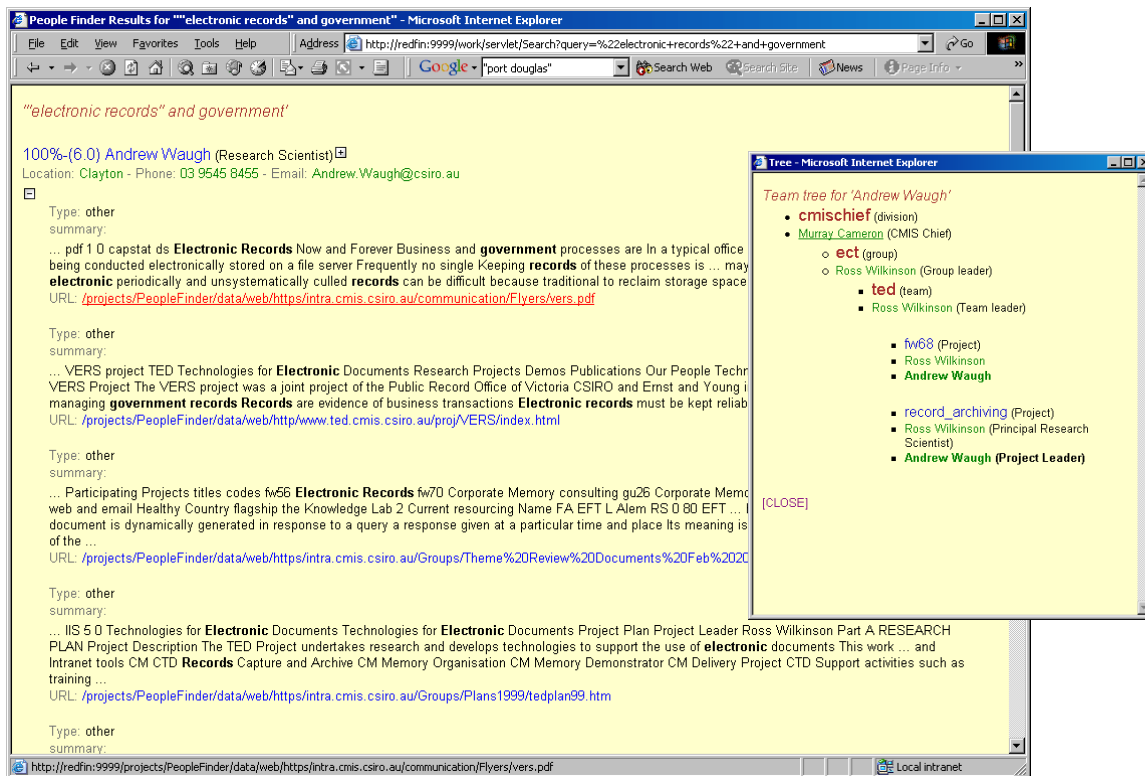 People Finder Results for ""electronic records" and government" - Microsoft Internet Explorer
File Edit View Favorites Tools Help Address http://redfin:9999/work/servlet/Search?query=%22electronic+records%22+and+government Go
Google "port douglas" Search Web Search Site News Page Info »
'"electronic records" and government'
100%-(6.0) Andrew Waugh (Research Scientist)
Location: Clayton - Phone: 03 9545 8455 - Email: Andrew.Waugh@csiro.au
Type: other
summary:
... pdf 1 0 capstat ds Electronic Records Now and Forever Business and government processes are In a typical office
being conducted electronically stored on a file server Frequently no single Keeping records of these processes is ... may
electronic periodically and unsystematically culled records can be difficult because traditional to reclaim storage space
URL: /projects/PeopleFinder/data/web/https/intra.cmis.csiro.au/communication/Flyers/vers.pdf
Type: other
summary:
... VERS project TED Technologies for Electronic Documents Research Projects Demos Publications Our People Techn
VERS Project The VERS project was a joint project of the Public Record Office of Victoria CSIRO and Ernst and Young i
managing government records Records are evidence of business transactions Electronic records must be kept reliab
URL: /projects/PeopleFinder/data/web/http/www.ted.cmis.csiro.au/proj/VERS/index.html
Type: other
summary:
... Participating Projects titles codes fw56 Electronic Records fw70 Corporate Memory consulting gu26 Corporate Memo
web and email Healthy Country flagship the Knowledge Lab 2 Current resourcing Name FA EFT L Alem RS 0 80 EFT ...
document is dynamically generated in response to a query a response given at a particular time and place Its meaning is
of the ...
URL: /projects/PeopleFinder/data/web/https/intra.cmis.csiro.au/Groups/Theme%20Review%20Documents%20Feb%2020
Type: other
summary:
... IIS 5 0 Technologies for Electronic Documents Technologies for Electronic Documents Project Plan Project Leader Ross Wilkinson Part A RESEARCH
PLAN Project Description The TED Project undertakes research and develops technologies to support the use of electronic documents This work ... and
Intranet tools CM CTD Records Capture and Archive CM Memory Organisation CM Memory Demonstrator CM Delivery Project CTD Support activities such as
training ...
URL: /projects/PeopleFinder/data/web/https/intra.cmis.csiro.au/Groups/Plans1999/tedplan99.htm
Type: other
summary:
http://redfin:9999/projects/PeopleFinder/data/web/https/intra.cmis.csiro.au/communication/Flyers/vers.pdf Local intranet
Tree - Microsoft Internet Explorer
Team tree for 'Andrew Waugh'
cmischief (division)
Murray Cameron (CMIS Chief)
ect (group)
Ross Wilkinson (Group leader)
ted (team)
Ross Wilkinson (Team leader)
fw68 (Project)
Ross Wilkinson
Andrew Waugh
record_archiving (Project)
Ross Wilkinson (Principal Research
Scientist)
Andrew Waugh (Project Leader)
[CLOSE]